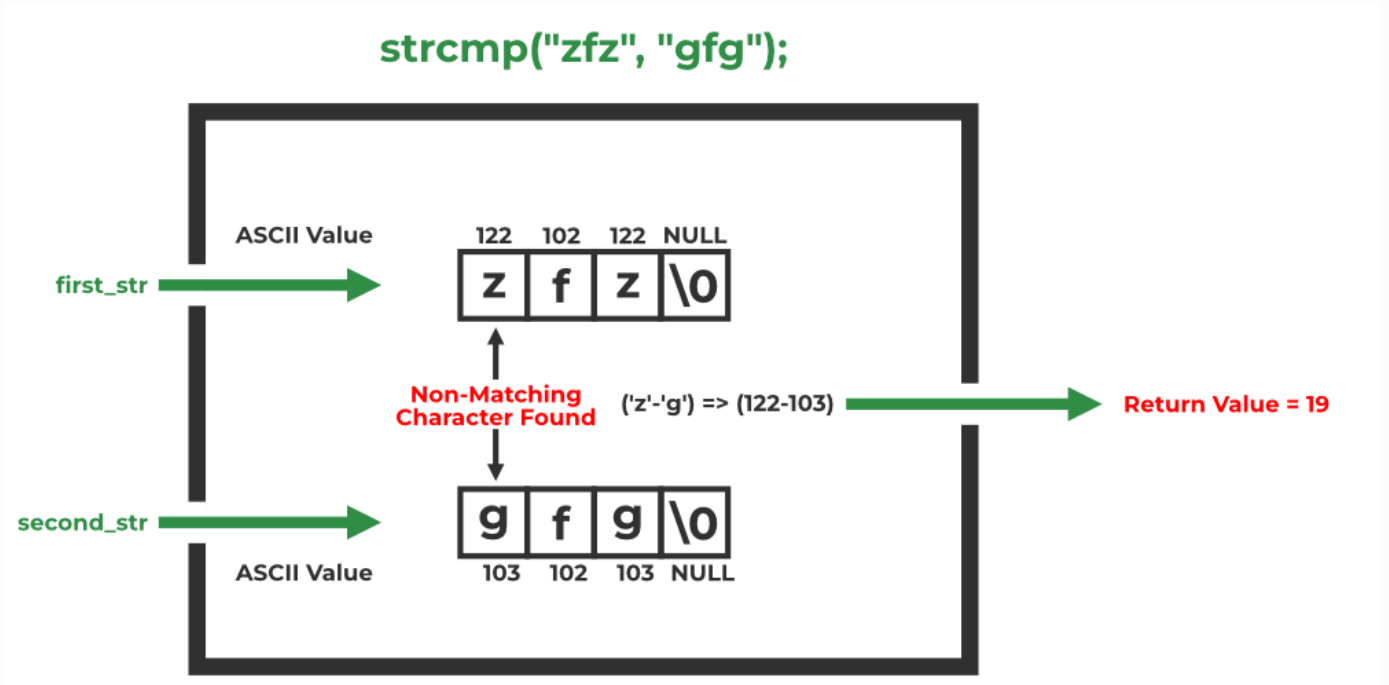 strcmp("zfz", "gfg");
ASCII Value
122 102 122 NULL
first_str
z f z \0
Non-Matching
Character Found
('z'-'g') => (122-103)
Return Value = 19
second_str
g f g \0
ASCII Value
103 102 103 NULL